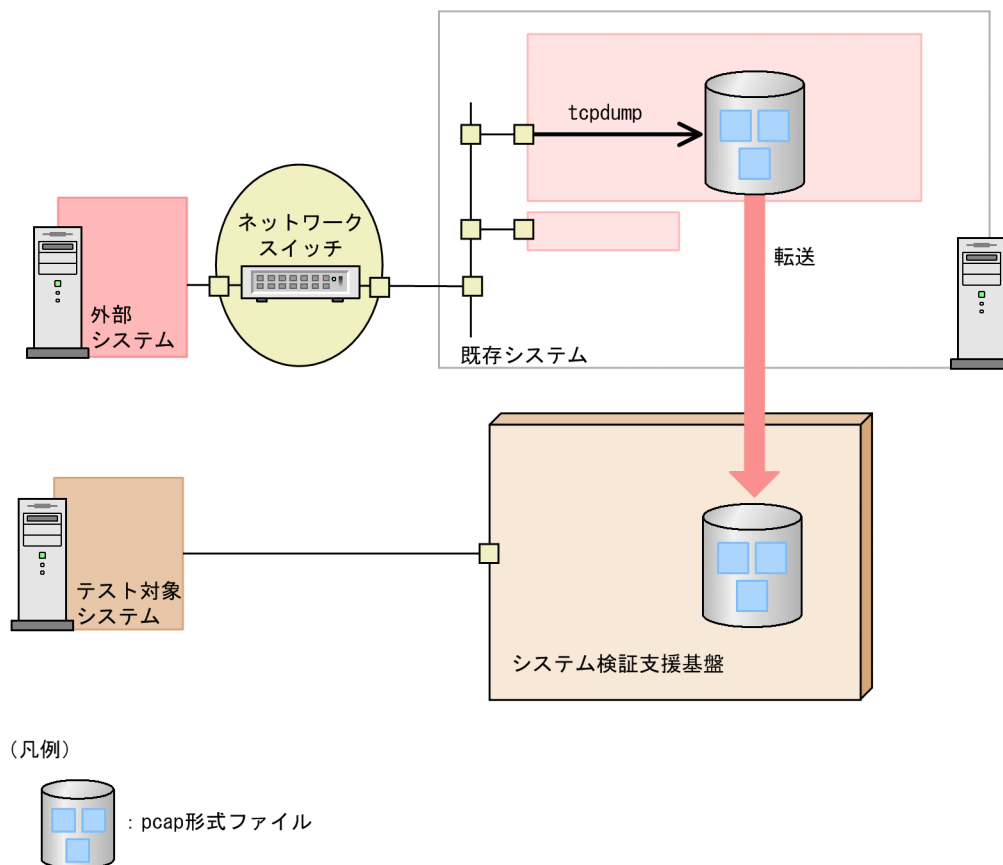 tcpdump
ネットワーク
スイッチ
転送
外部
システム
既存システム
テスト対象
システム
システム検証支援基盤
(凡例)
: pcap形式ファイル